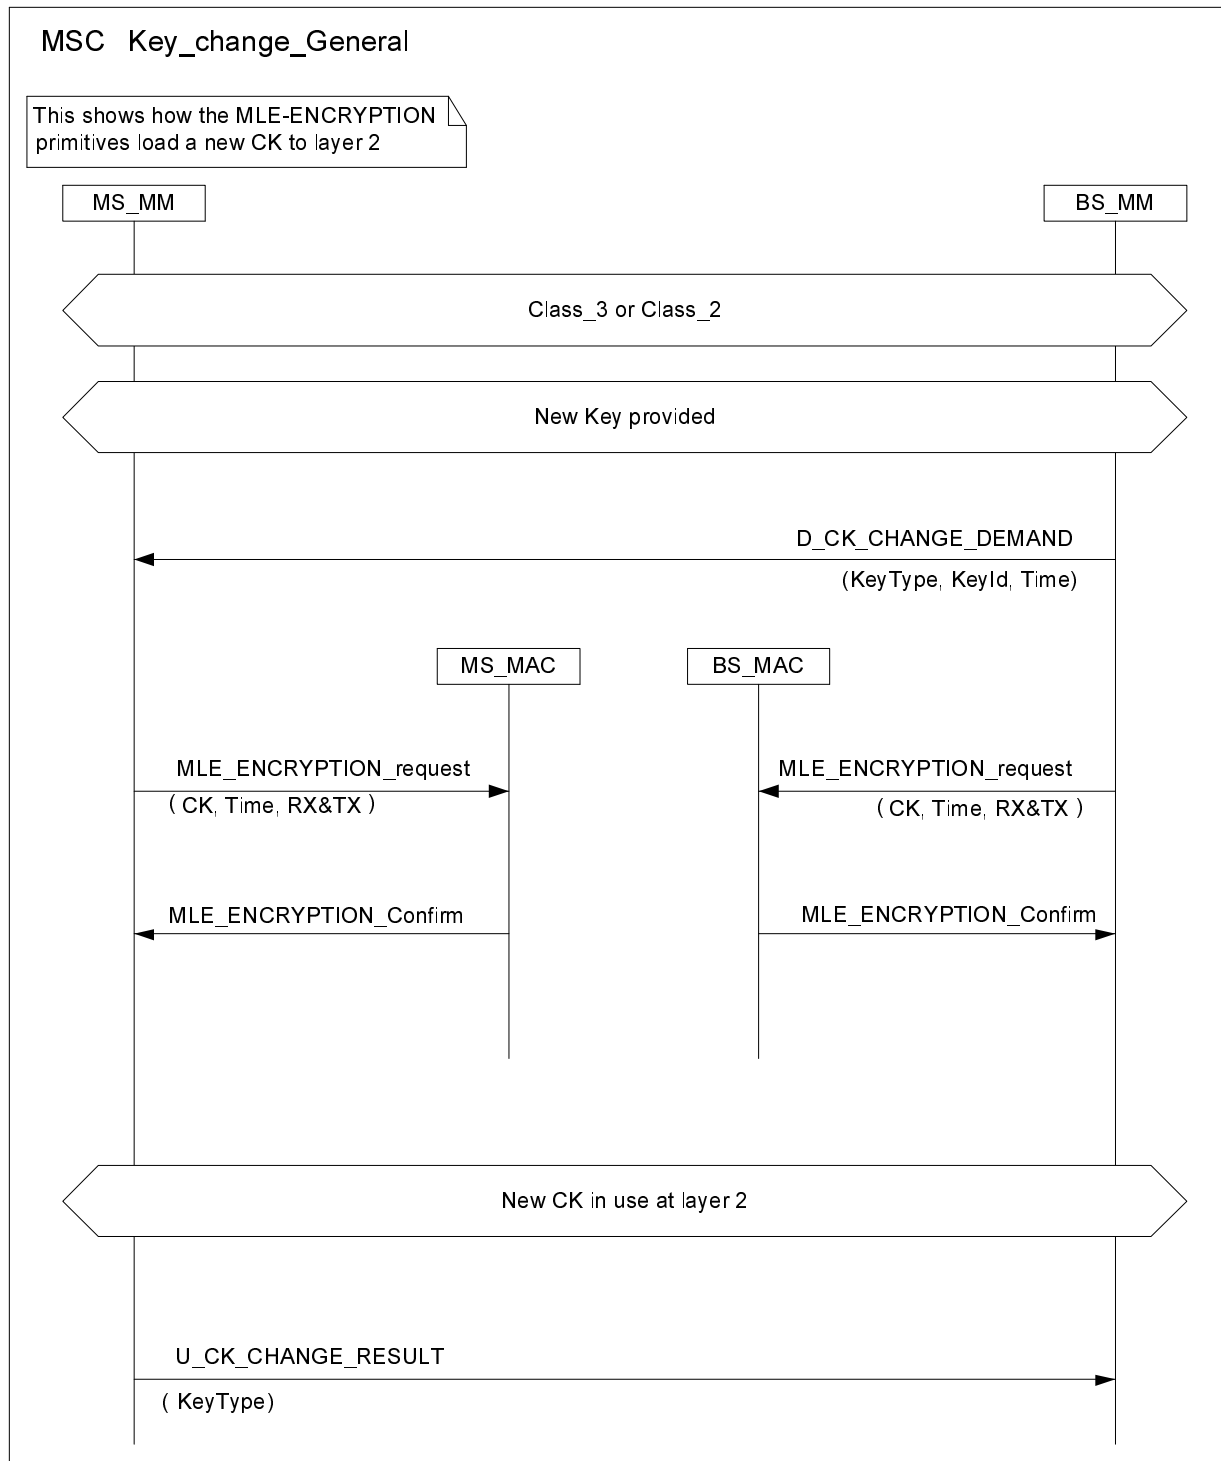 MSC Key_change_General
This shows how the MLE-ENCRYPTION
primitives load a new CK to layer 2
MS_MM
BS_MM
Class_3 or Class_2
New Key provided
D_CK_CHANGE_DEMAND
(KeyType, KeyId, Time)
MS_MAC
BS_MAC
MLE_ENCRYPTION_request
MLE_ENCRYPTION_request
( CK, Time, RX&TX )
( CK, Time, RX&TX )
MLE_ENCRYPTION_Confirm
MLE_ENCRYPTION_Confirm
New CK in use at layer 2
U_CK_CHANGE_RESULT
( KeyType)